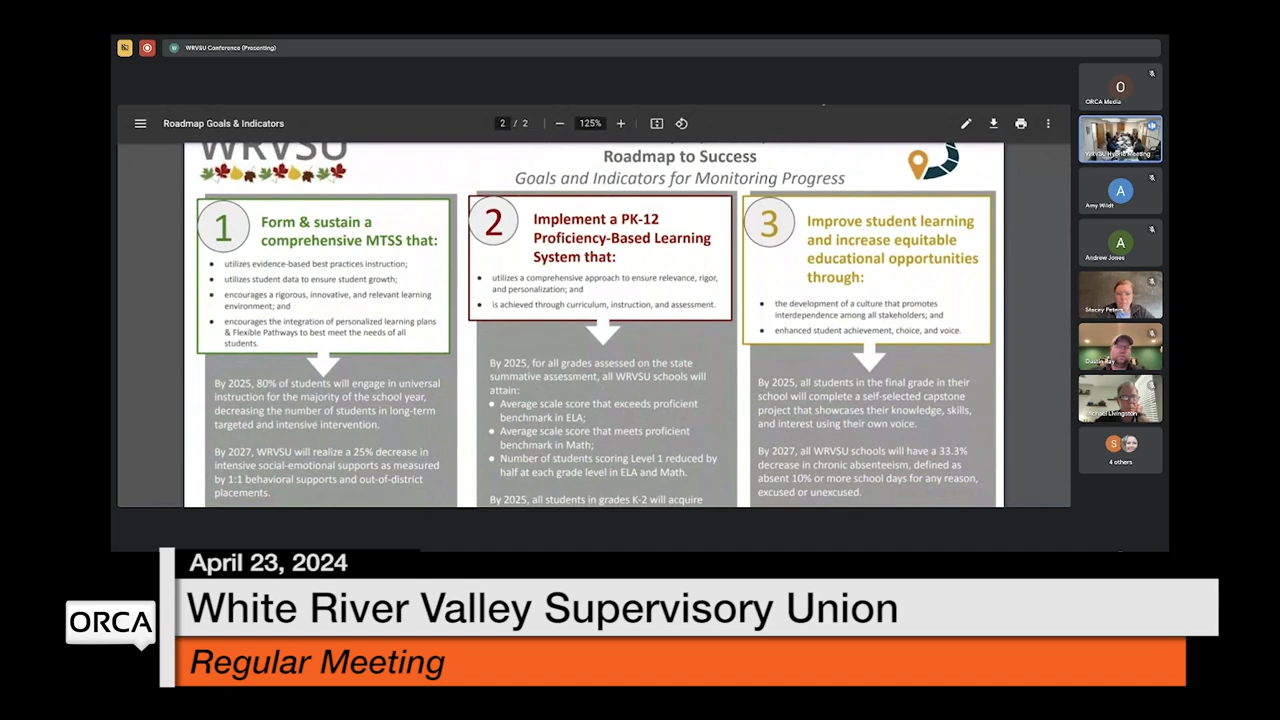 WRVSU Conference (Presenting)
Roadmap Goals & Indicators
2 / 2
125%
WRVSU
Roadmap to Success
Goals and Indicators for Monitoring Progress
1
Form & sustain a
comprehensive MTSS that:
utilizes evidence-based best practices instruction;
utilizes student data to ensure student growth;
encourages a rigorous, innovative, and relevant learning
environment; and
encourages the integration of personalized learning plans
& Flexible Pathways to best meet the needs of all
students.
By 2025, 80% of students will engage in universal
instruction for the majority of the school year,
decreasing the number of students in long-term
targeted and intensive intervention.
By 2027, WRVSU will realize a 25% decrease in
intensive social-emotional supports as measured
by 1:1 behavioral supports and out-of-district
placements.
2
Implement a PK-12
Proficiency-Based Learning
System that:
utilizes a comprehensive approach to ensure relevance, rigor,
and personalization; and
is achieved through curriculum, instruction, and assessment.
By 2025, for all grades assessed on the state
summative assessment, all WRVSU schools will
attain:
Average scale score that exceeds proficient
benchmark in ELA;
Average scale score that meets proficient
benchmark in Math;
Number of students scoring Level 1 reduced by
half at each grade level in ELA and Math.
By 2025, all students in grades K-2 will acquire
3
Improve student learning
and increase equitable
educational opportunities
through:
the development of a culture that promotes
interdependence among all stakeholders; and
enhanced student achievement, choice, and voice.
By 2025, all students in the final grade in their
school will complete a self-selected capstone
project that showcases their knowledge, skills,
and interest using their own voice.
By 2027, all WRVSU schools will have a 33.3%
decrease in chronic absenteeism, defined as
absent 10% or more school days for any reason,
excused or unexcused.
O
ORCA Media
WRVSU Hybrid Meeting
A
Amy Wildt
A
Andrew Jones
Stacey Peters
Dustin Ray
Michael Livingston
S
4 others
April 23, 2024
ORCA
White River Valley Supervisory Union
Regular Meeting